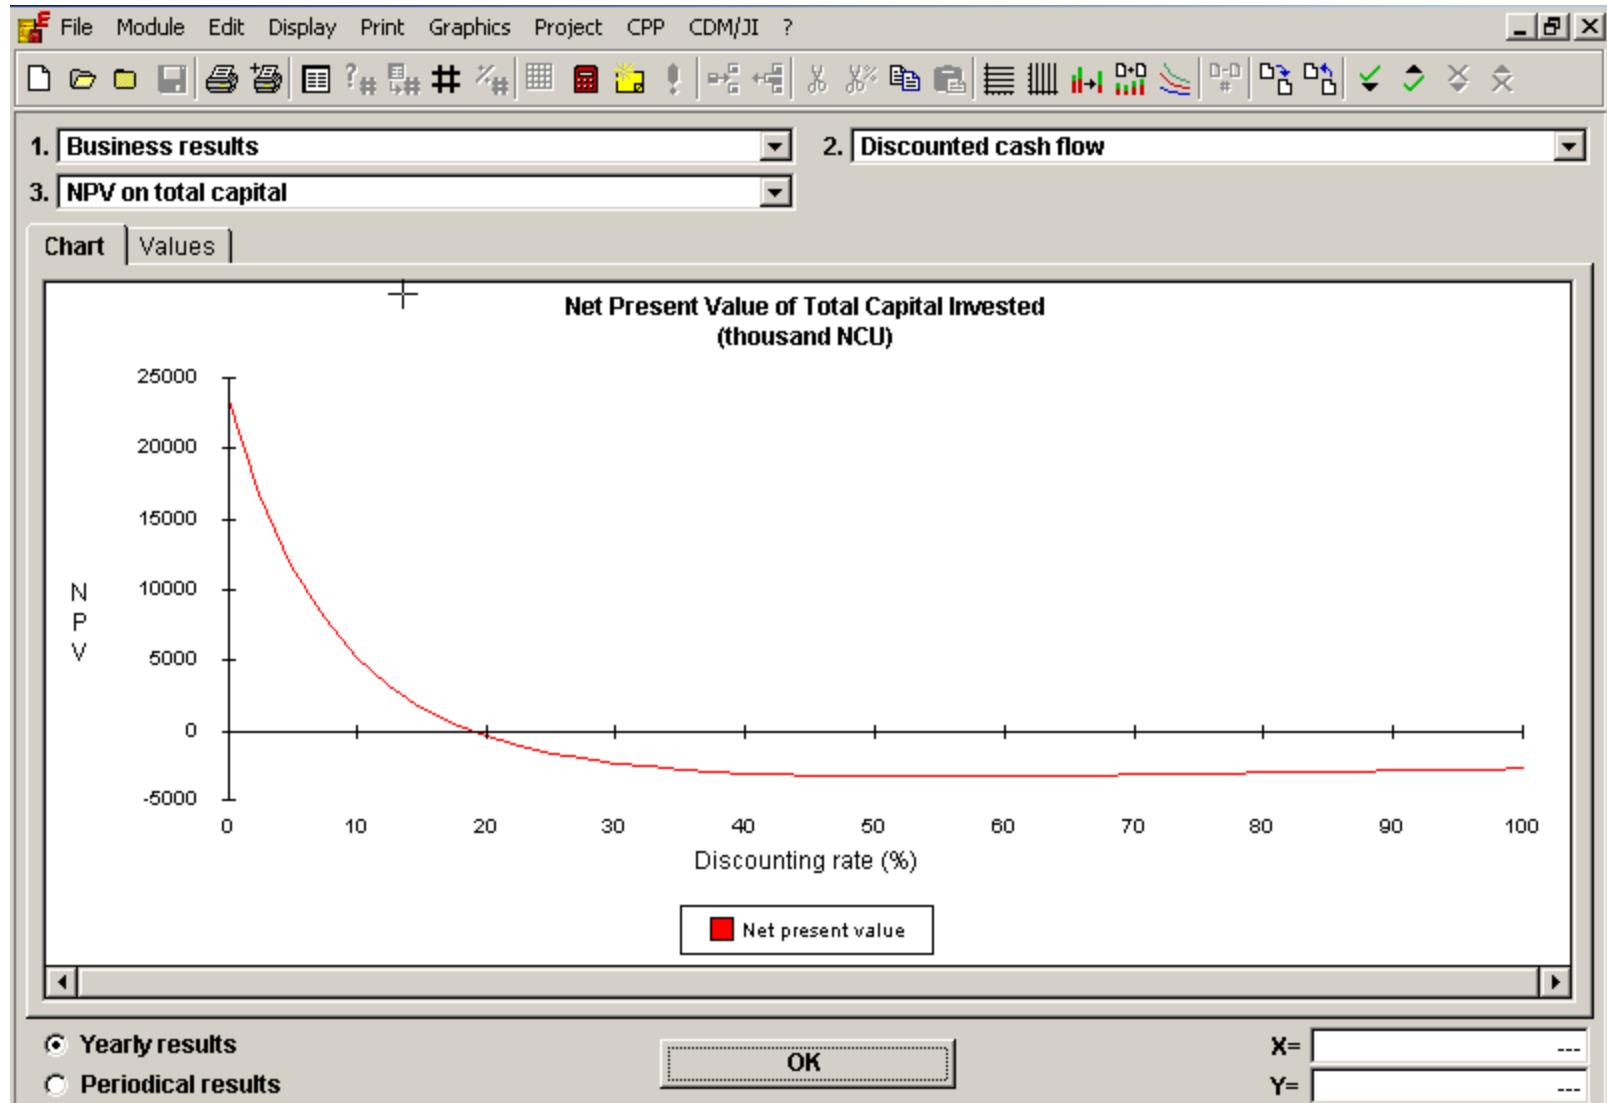 File Module Edit Display Print Graphics Project CPP CDM/JI ?
1. Business results 2. Discounted cash flow
3. NPV on total capital
Chart Values
Net Present Value of Total Capital Invested
(thousand NCU)
25000
20000
15000
10000
5000
0
-5000
NPV
0 10 20 30 40 50 60 70 80 90 100
Discounting rate (%)
Net present value
Yearly results
Periodical results
OK
X= ---
Y= ---